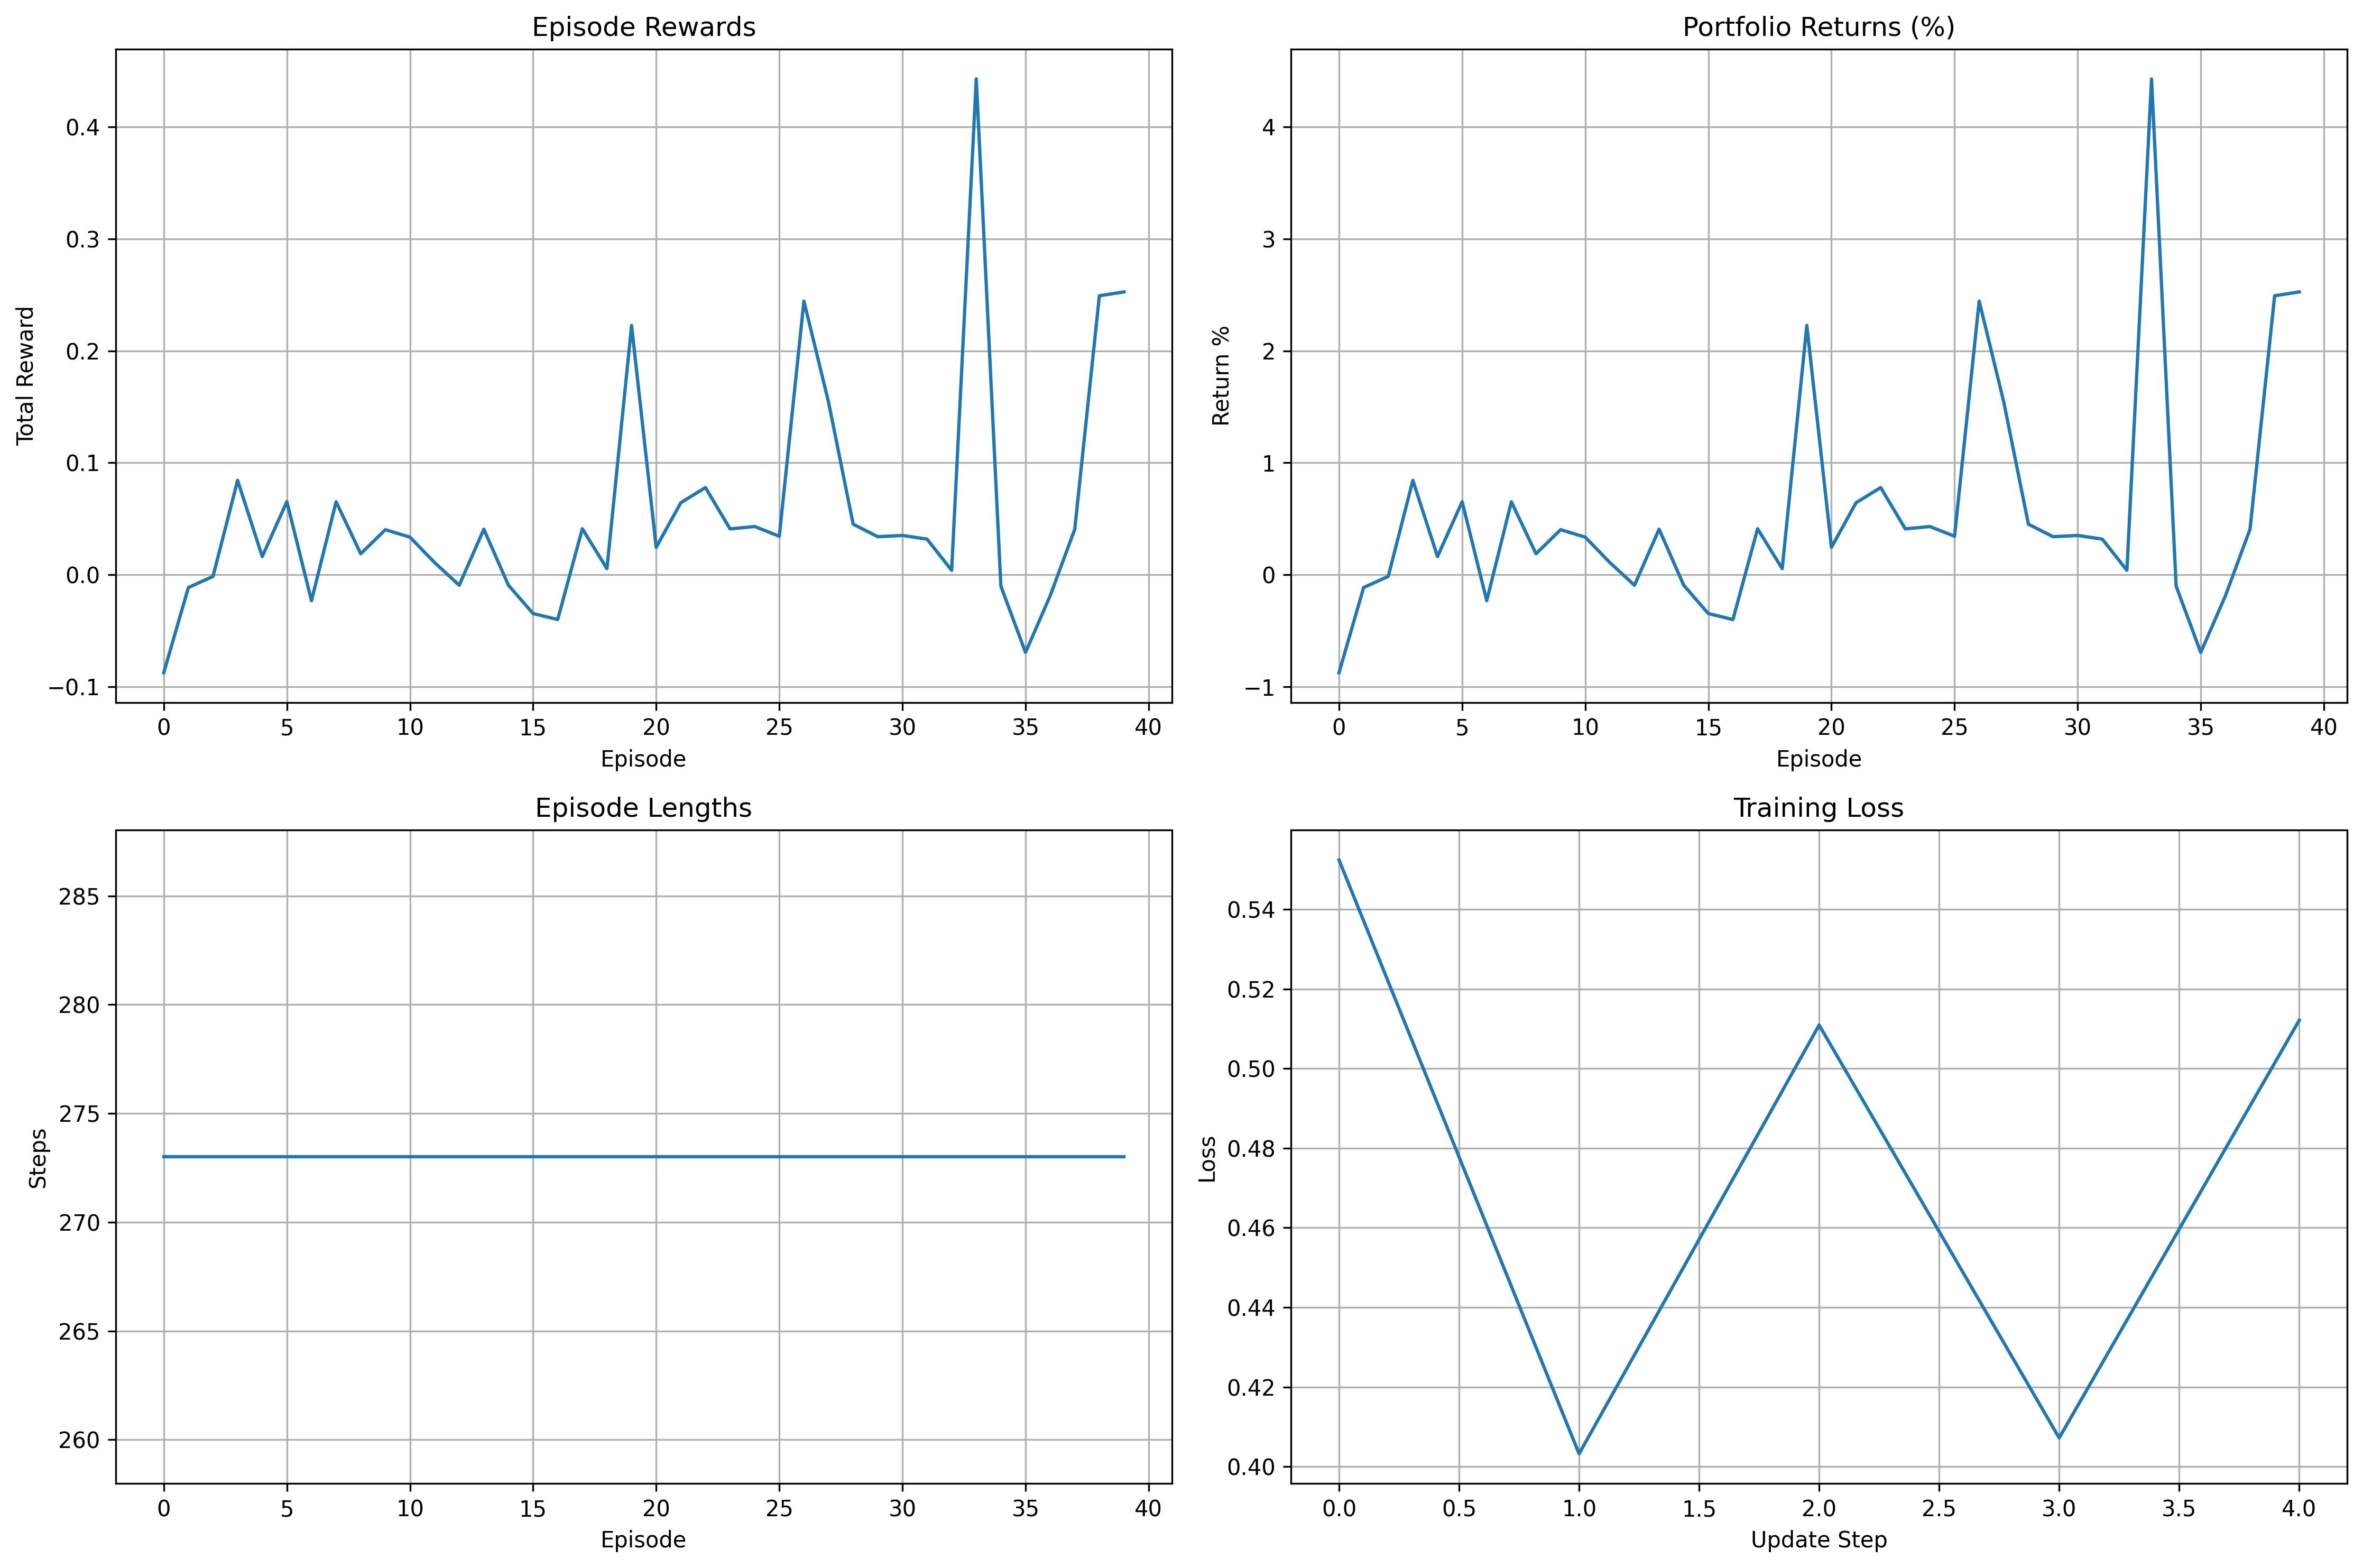 Episode Rewards
Total Reward
0.4
0.3
0.2
0.1
0.0
−0.1
0 5 10 15 20 25 30 35 40
Episode
Portfolio Returns (%)
Return %
4
3
2
1
0
−1
0 5 10 15 20 25 30 35 40
Episode
Episode Lengths
Steps
285
280
275
270
265
260
0 5 10 15 20 25 30 35 40
Episode
Training Loss
Loss
0.54
0.52
0.50
0.48
0.46
0.44
0.42
0.40
0.0 0.5 1.0 1.5 2.0 2.5 3.0 3.5 4.0
Update Step